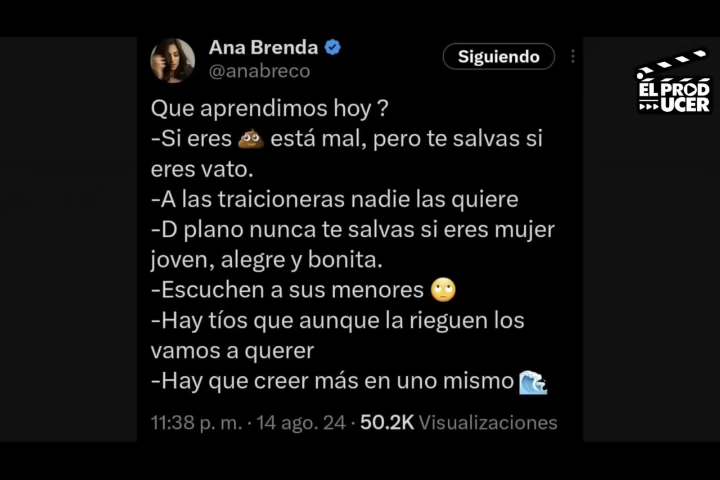 Ana Brenda
@anabreco
Siguiendo
Que aprendimos hoy ?
-Si eres 💩 está mal, pero te salvas si
eres vato.
-A las traicioneras nadie las quiere
-D plano nunca te salvas si eres mujer
joven, alegre y bonita.
-Escuchen a sus menores 🙄
-Hay tíos que aunque la rieguen los
vamos a querer
-Hay que creer más en uno mismo 🌊
11:38 p. m. · 14 ago. 24 · 50.2K Visualizaciones
EL PROD
UCER